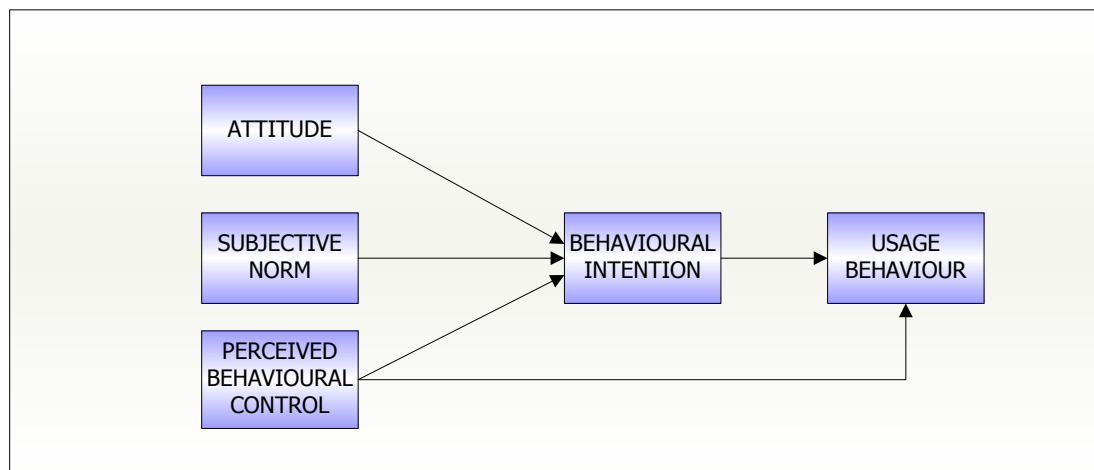 ATTITUDE
SUBJECTIVE
NORM
PERCEIVED
BEHAVIOURAL
CONTROL
BEHAVIOURAL
INTENTION
USAGE
BEHAVIOUR